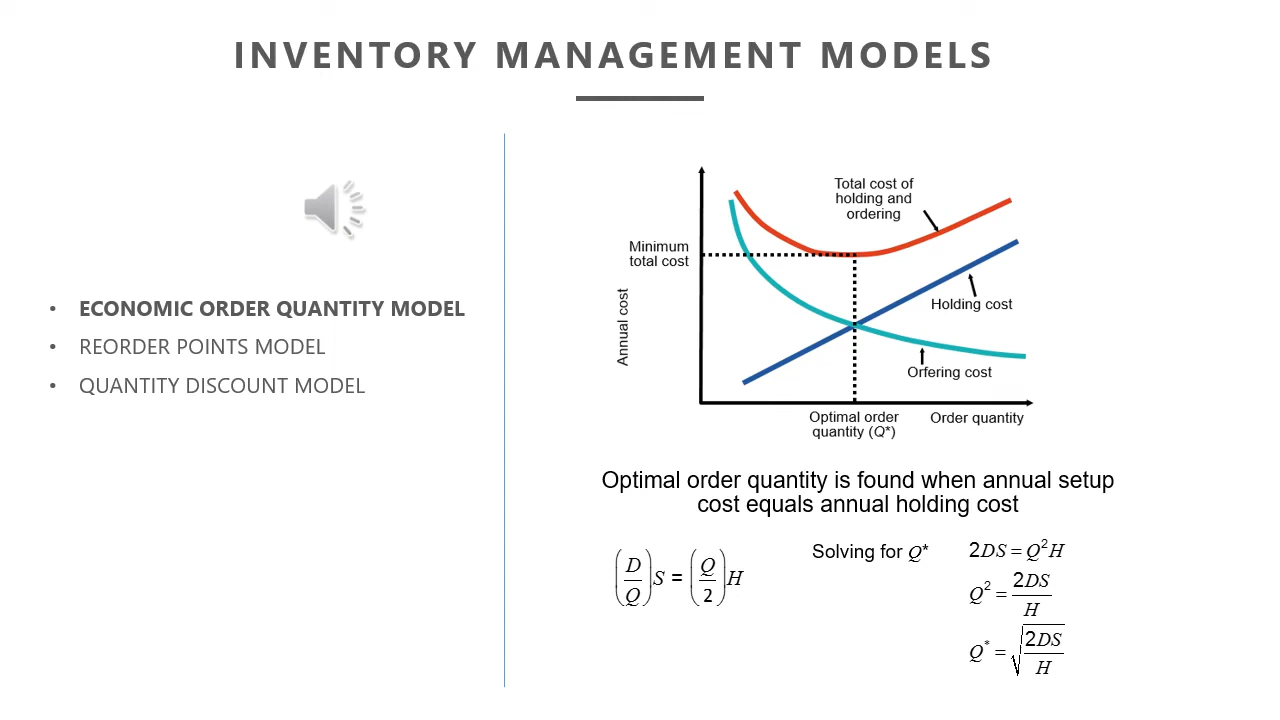 INVENTORY MANAGEMENT MODELS
• ECONOMIC ORDER QUANTITY MODEL
• REORDER POINTS MODEL
• QUANTITY DISCOUNT MODEL
Total cost of
holding and
ordering
Minimum
total cost
Annual cost
Holding cost
Orfering cost
Optimal order
quantity (Q*)
Order quantity
Optimal order quantity is found when annual setup
cost equals annual holding cost
(D/Q)S = (Q/2)H
Solving for Q*
2DS = Q²H
Q² = 2DS/H
Q* = √(2DS/H)